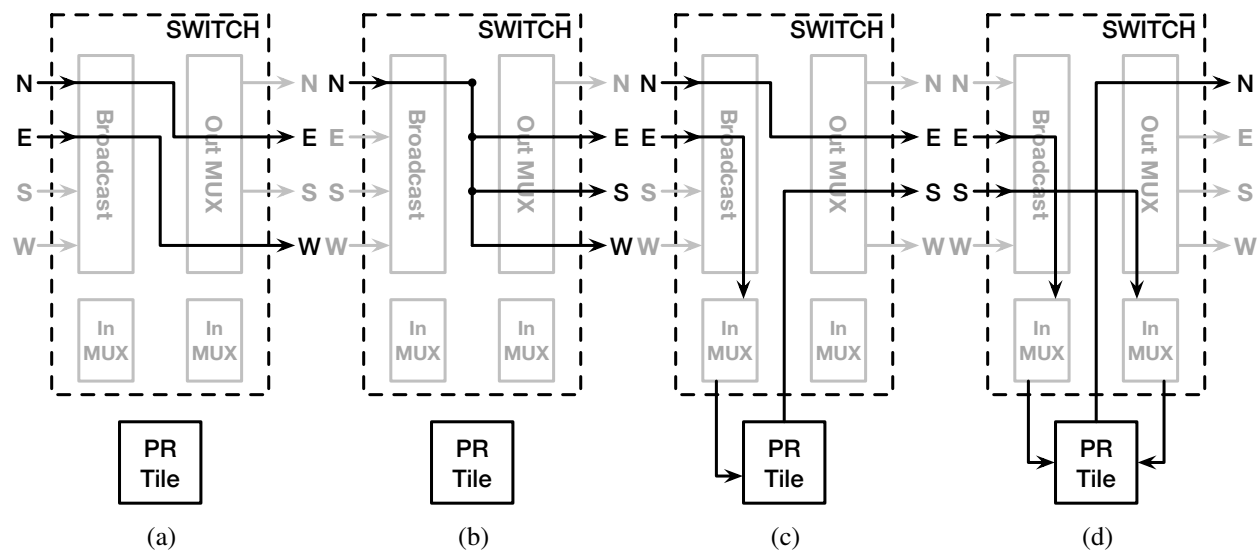 SWITCH SWITCH SWITCH SWITCH
N N N N N N
E E E E E E
S S S S S S
W W W W W W
Broadcast Out MUX Broadcast Out MUX Broadcast Out MUX Broadcast Out MUX
In In In In In In In In
MUX MUX MUX MUX MUX MUX MUX MUX
PR PR PR PR
Tile Tile Tile Tile
(a) (b) (c) (d)